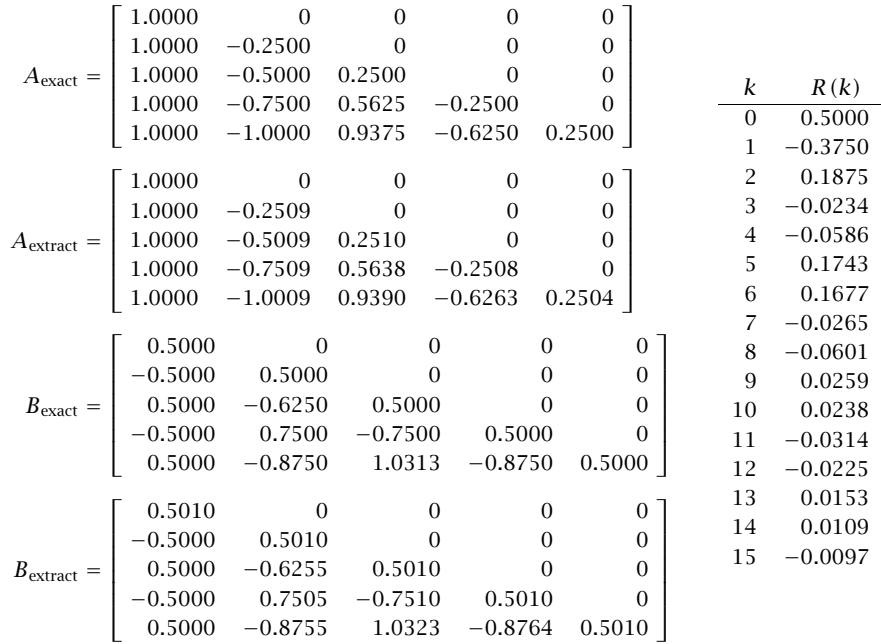 A_exact =
1.0000 0 0 0 0
1.0000 −0.2500 0 0 0
1.0000 −0.5000 0.2500 0 0
1.0000 −0.7500 0.5625 −0.2500 0
1.0000 −1.0000 0.9375 −0.6250 0.2500
A_extract =
1.0000 0 0 0 0
1.0000 −0.2509 0 0 0
1.0000 −0.5009 0.2510 0 0
1.0000 −0.7509 0.5638 −0.2508 0
1.0000 −1.0009 0.9390 −0.6263 0.2504
B_exact =
0.5000 0 0 0 0
−0.5000 0.5000 0 0 0
0.5000 −0.6250 0.5000 0 0
−0.5000 0.7500 −0.7500 0.5000 0
0.5000 −0.8750 1.0313 −0.8750 0.5000
B_extract =
0.5010 0 0 0 0
−0.5000 0.5010 0 0 0
0.5000 −0.6255 0.5010 0 0
−0.5000 0.7505 −0.7510 0.5010 0
0.5000 −0.8755 1.0323 −0.8764 0.5010
k R(k)
0 0.5000
1 −0.3750
2 0.1875
3 −0.0234
4 −0.0586
5 0.1743
6 0.1677
7 −0.0265
8 −0.0601
9 0.0259
10 0.0238
11 −0.0314
12 −0.0225
13 0.0153
14 0.0109
15 −0.0097